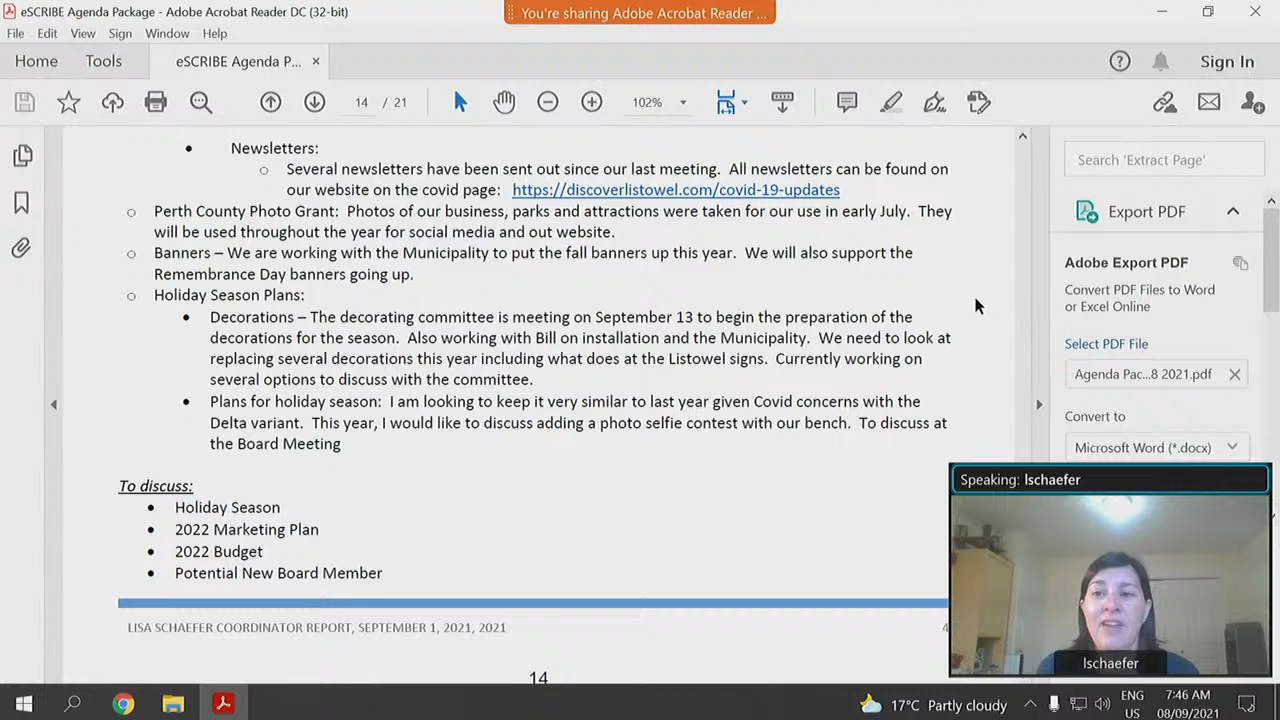 eSCRIBE Agenda Package - Adobe Acrobat Reader DC (32-bit)
You're sharing Adobe Acrobat Reader ...
File Edit View Sign Window Help
Home Tools eSCRIBE Agenda P... × Sign In
14 / 21 102%
Newsletters:
Several newsletters have been sent out since our last meeting. All newsletters can be found on
our website on the covid page: https://discoverlistowel.com/covid-19-updates
Perth County Photo Grant: Photos of our business, parks and attractions were taken for our use in early July. They
will be used throughout the year for social media and out website.
Banners – We are working with the Municipality to put the fall banners up this year. We will also support the
Remembrance Day banners going up.
Holiday Season Plans:
Decorations – The decorating committee is meeting on September 13 to begin the preparation of the
decorations for the season. Also working with Bill on installation and the Municipality. We need to look at
replacing several decorations this year including what does at the Listowel signs. Currently working on
several options to discuss with the committee.
Plans for holiday season: I am looking to keep it very similar to last year given Covid concerns with the
Delta variant. This year, I would like to discuss adding a photo selfie contest with our bench. To discuss at
the Board Meeting
To discuss:
Holiday Season
2022 Marketing Plan
2022 Budget
Potential New Board Member
LISA SCHAEFER COORDINATOR REPORT, SEPTEMBER 1, 2021, 2021 4
14
Search 'Extract Page'
Export PDF
Adobe Export PDF
Convert PDF Files to Word
or Excel Online
Select PDF File
Agenda Pac...8 2021.pdf
Convert to
Microsoft Word (*.docx)
Speaking: lschaefer
lschaefer
17°C Partly cloudy
ENG
US
7:46 AM
08/09/2021